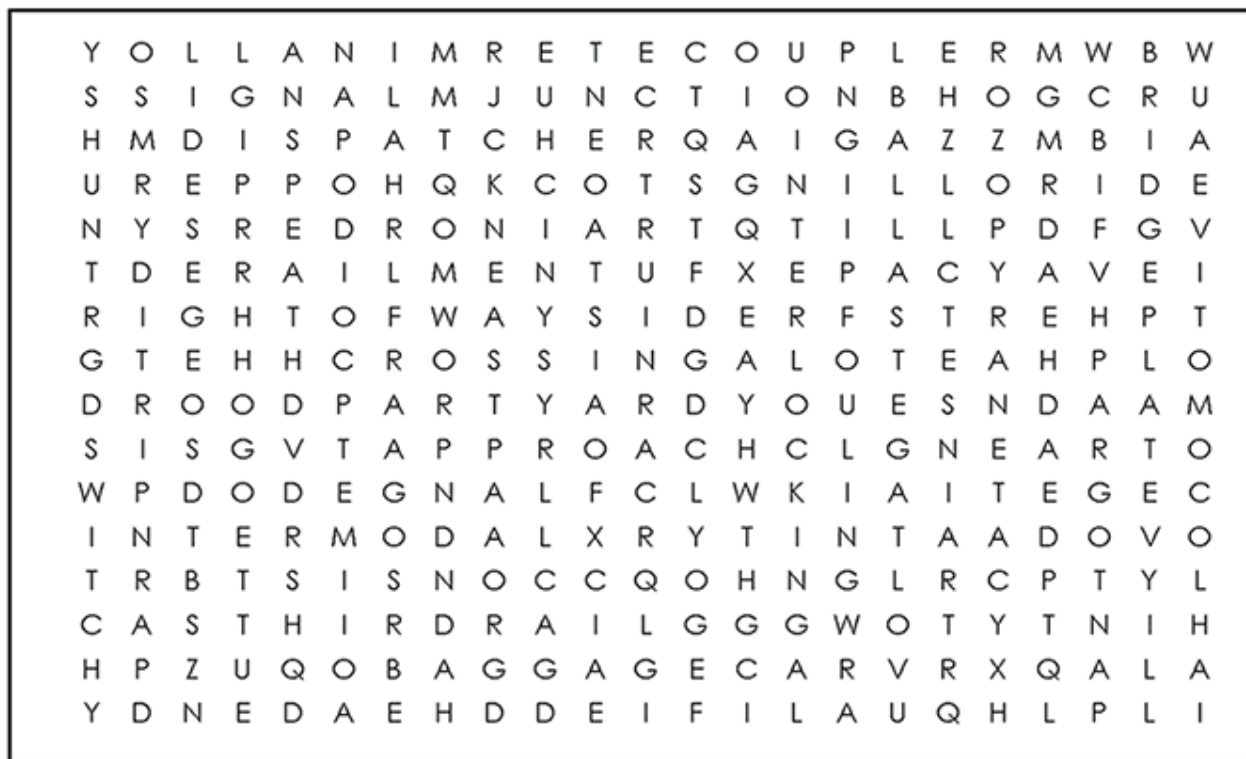 Y O L L A N I M R E T E C O U P L E R M W B W
S S I G N A L M J U N C T I O N B H O G C R U
H M D I S P A T C H E R Q A I G A Z Z M B I A
U R E P P O H Q K C O T S G N I L L O R I D E
N Y S R E D R O N I A R T Q T I L L P D F G V
T D E R A I L M E N T U F X E P A C Y A V E I
R I G H T O F W A Y S I D E R F S T R E H P T
G T E H H C R O S S I N G A L O T E A H P L O
D R O O D P A R T Y A R D Y O U E S N D A A M
S I S G V T A P P R O A C H C L G N E A R T O
W P D O D E G N A L F C L W K I A I T E G E C
I N T E R M O D A L X R Y T I N T A A D O V O
T R B T S I S N O C C Q O H N G L R C P T Y L
C A S T H I R D R A I L G G G W O T Y T N I H
H P Z U Q O B A G G A G E C A R V R X Q A L A
Y D N E D A E H D D E I F I L A U Q H L P L I